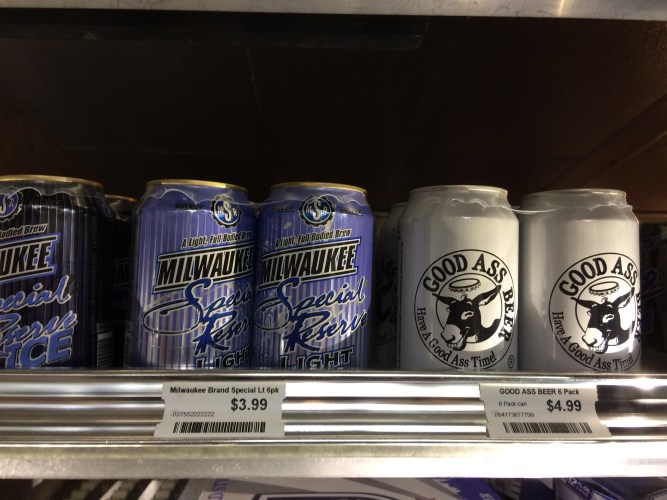 UKEE
Special
Reserve
ICE
A Light, Full Bodied Brew
MILWAUKEE
Special
Reserve
LIGHT
A Light, Full Bodied Brew
MILWAUKEE
Special
Reserve
LIGHT
GOOD ASS BEER
Have A Good Ass Time!
GOOD ASS BEER
Have A Good Ass Time!
Milwaukee Brand Special Lt 6pk
$3.99
GOOD ASS BEER 6 Pack
6 Pack can
$4.99